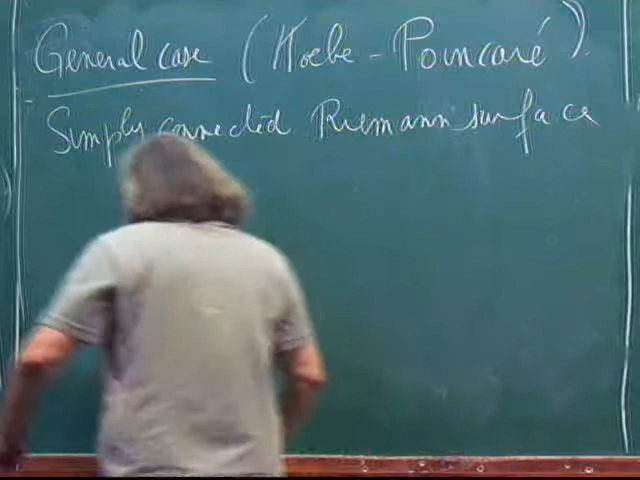 General case (Koebe - Poincaré).
Simply connected Riemann surface